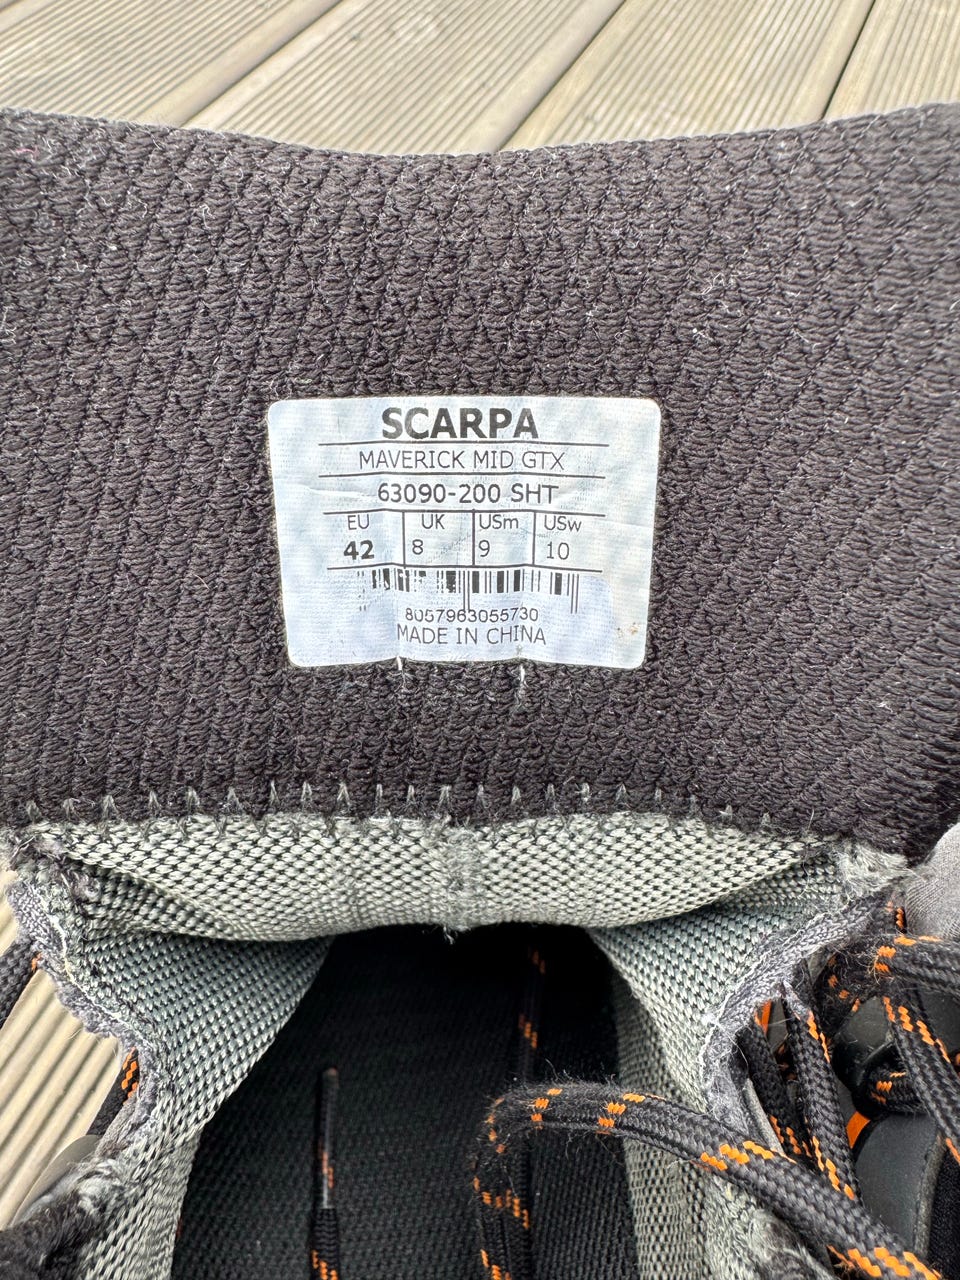 SCARPA
MAVERICK MID GTX
63090-200 SHT
EU UK USm USw
42 8 9 10
8057963055730
MADE IN CHINA